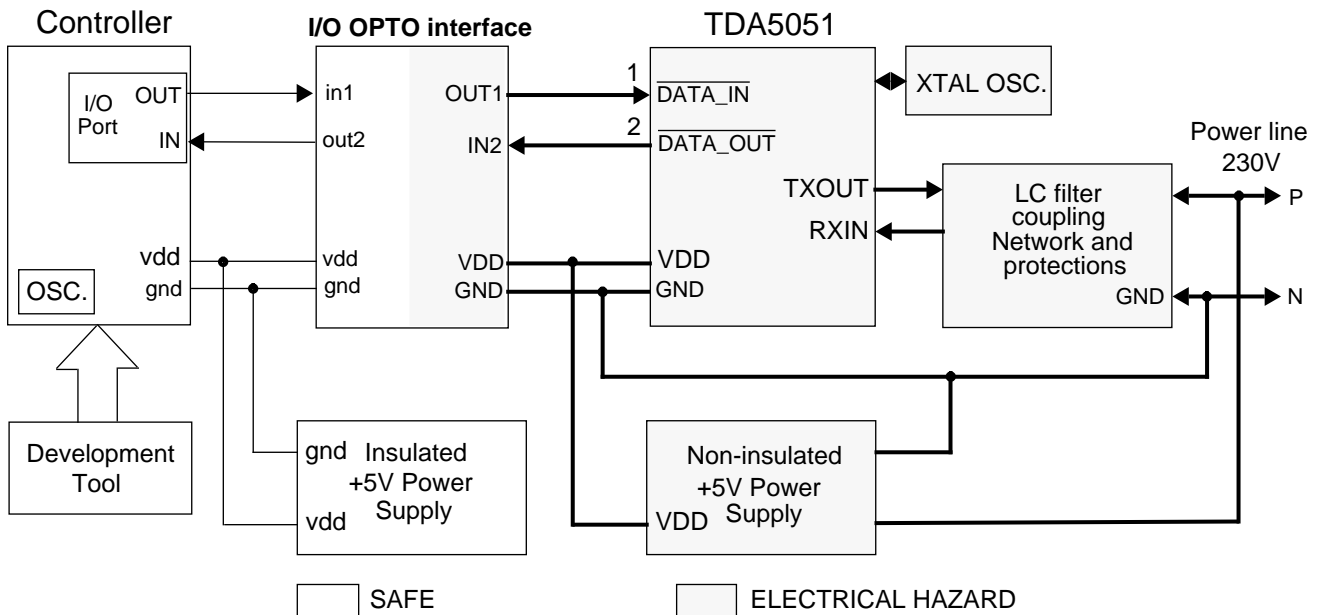 Controller
I/O OPTO interface
TDA5051
I/O
Port
OUT
IN
in1
out2
OUT1
IN2
1
2
DATA_IN
DATA_OUT
XTAL OSC.
Power line
230V
TXOUT
RXIN
LC filter
coupling
Network and
protections
GND
P
N
vdd
gnd
OSC.
vdd
gnd
VDD
GND
VDD
GND
Development
Tool
gnd
vdd
Insulated
+5V Power
Supply
Non-insulated
+5V Power
Supply
VDD
SAFE
ELECTRICAL HAZARD